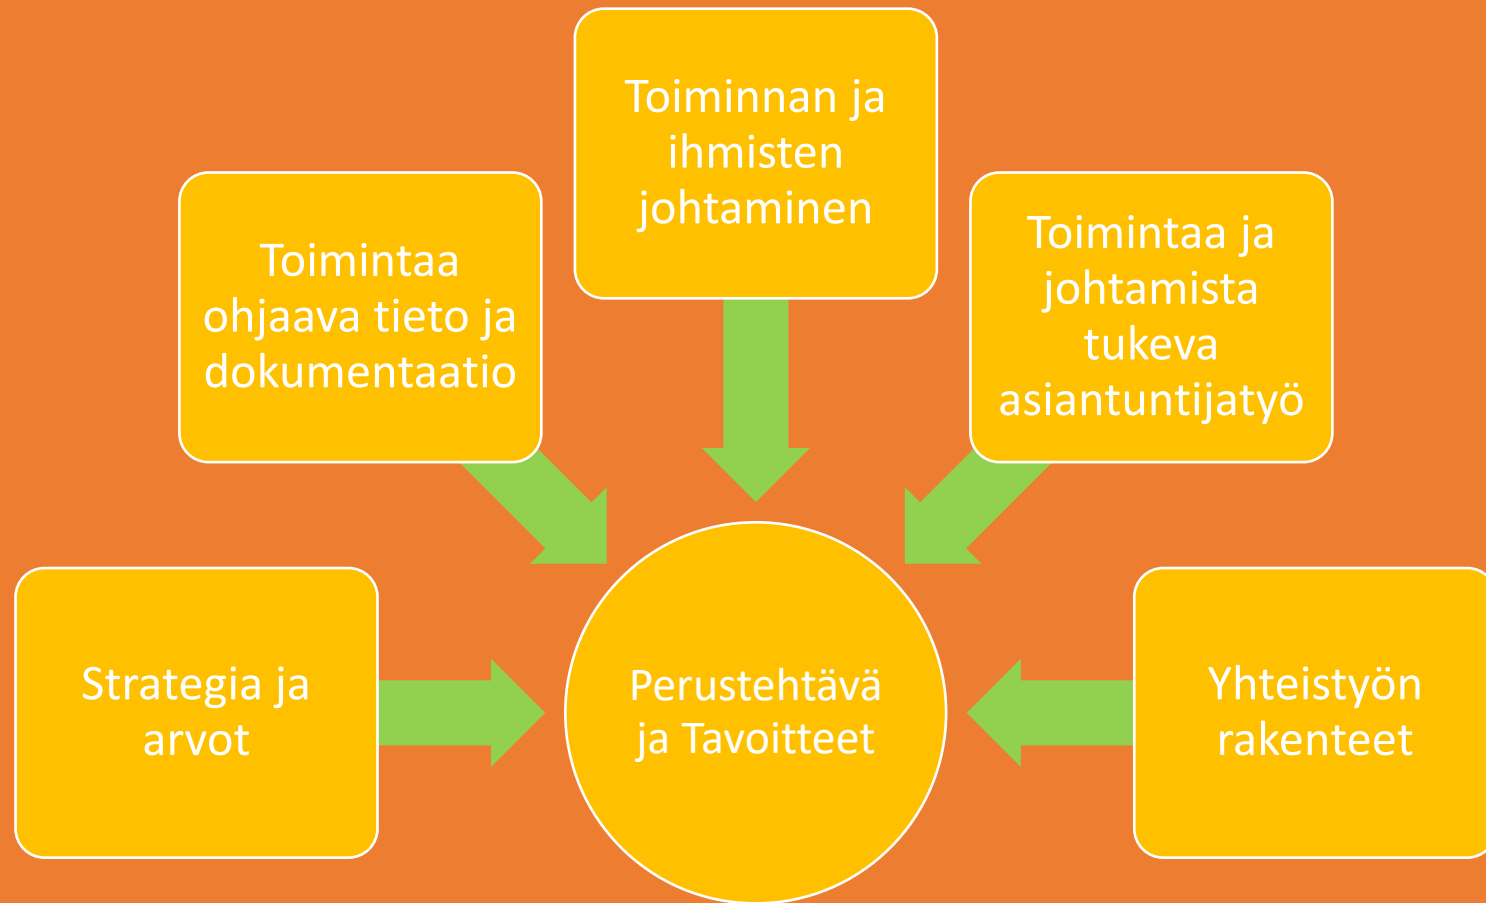 Toiminnan ja
ihmisten
johtaminen
Toimintaa
ohjaava tieto ja
dokumentaatio
Toimintaa ja
johtamista
tukeva
asiantuntijatyö
Strategia ja
arvot
Perustehtävä
ja Tavoitteet
Yhteistyön
rakenteet